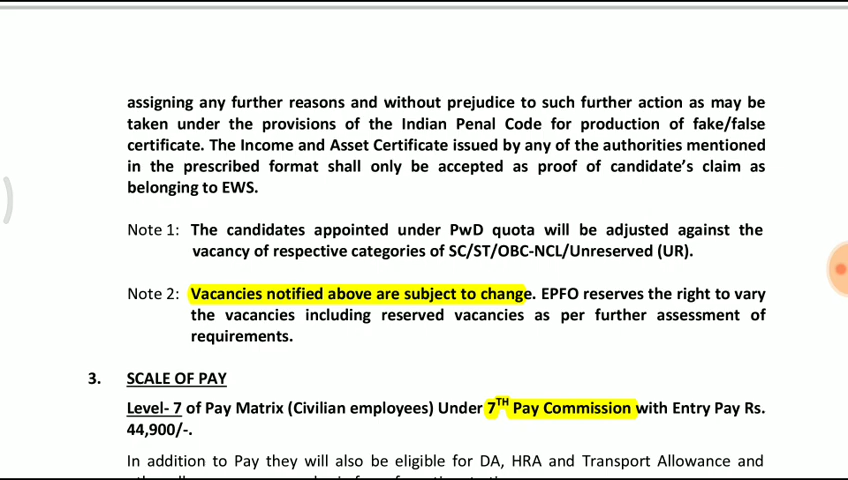 assigning any further reasons and without prejudice to such further action as may be
taken under the provisions of the Indian Penal Code for production of fake/false
certificate. The Income and Asset Certificate issued by any of the authorities mentioned
in the prescribed format shall only be accepted as proof of candidate’s claim as
belonging to EWS.
Note 1: The candidates appointed under PwD quota will be adjusted against the
vacancy of respective categories of SC/ST/OBC-NCL/Unreserved (UR).
Note 2: Vacancies notified above are subject to change. EPFO reserves the right to vary
the vacancies including reserved vacancies as per further assessment of
requirements.
3. SCALE OF PAY
Level- 7 of Pay Matrix (Civilian employees) Under 7TH Pay Commission with Entry Pay Rs.
44,900/-.
In addition to Pay they will also be eligible for DA, HRA and Transport Allowance and